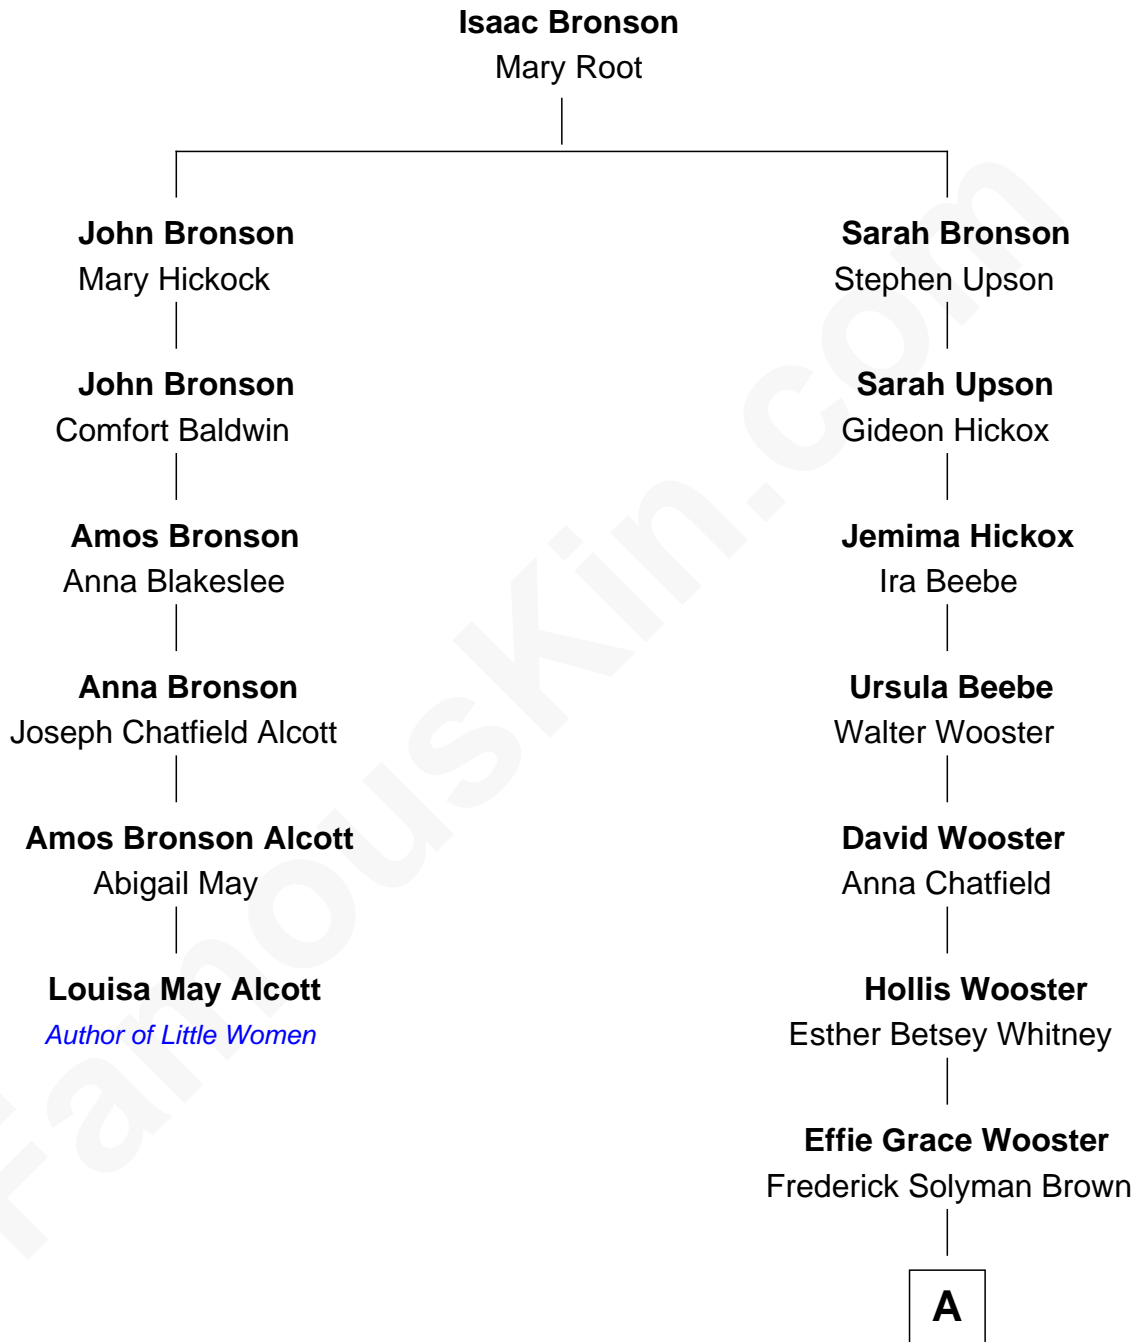 Isaac Bronson
Mary Root
John Bronson
Mary Hickock
John Bronson
Comfort Baldwin
Amos Bronson
Anna Blakeslee
Anna Bronson
Joseph Chatfield Alcott
Amos Bronson Alcott
Abigail May
Louisa May Alcott
Author of Little Women
Sarah Bronson
Stephen Upson
Sarah Upson
Gideon Hickox
Jemima Hickox
Ira Beebe
Ursula Beebe
Walter Wooster
David Wooster
Anna Chatfield
Hollis Wooster
Esther Betsey Whitney
Effie Grace Wooster
Frederick Solyman Brown
A
FamousKin.com